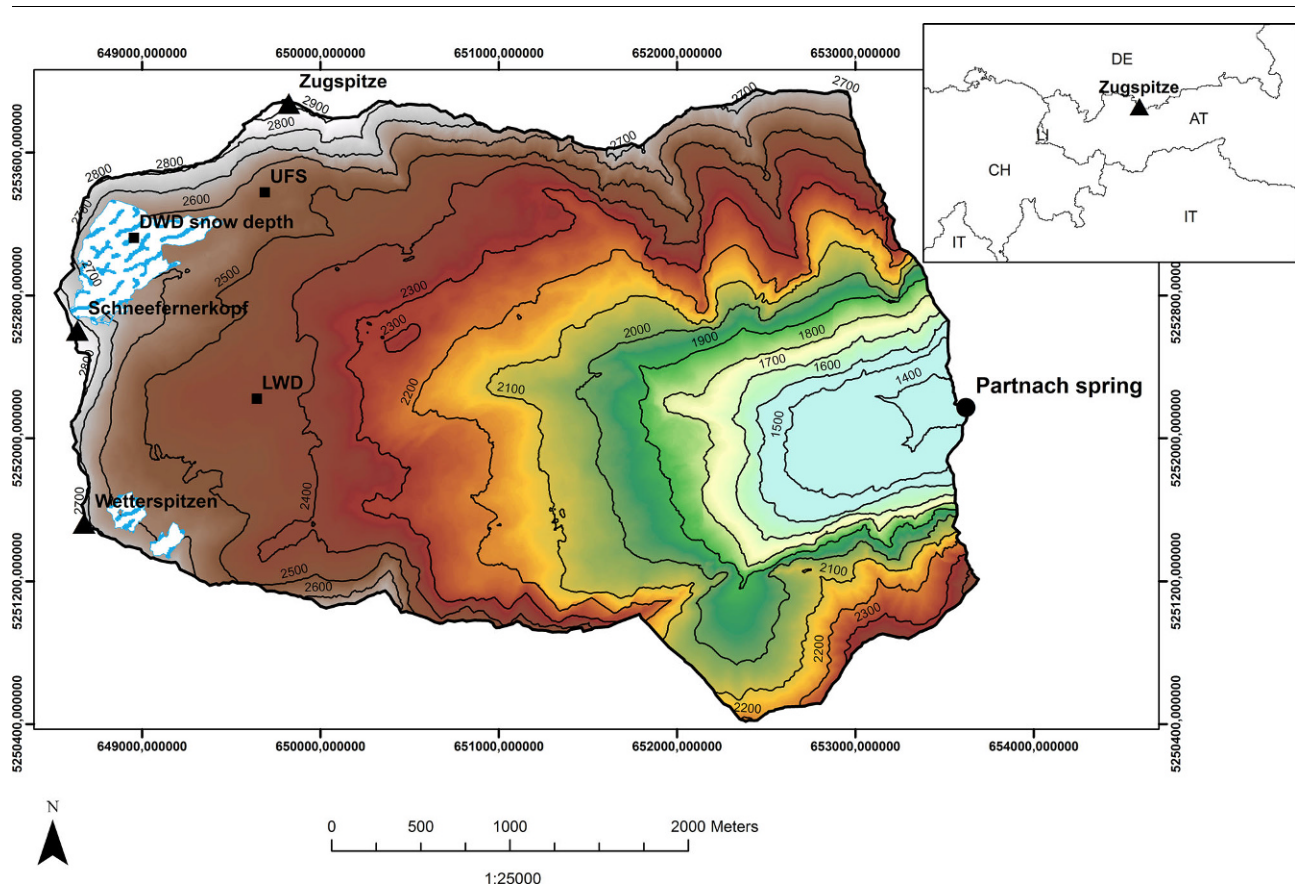 649000,000000 650000,000000 651000,000000 652000,000000 653000,000000
Zugspitze
2900
2800
2800
2800
2700
2700
2700
2600
UFS
DWD snow depth
2700
2500
Schneefernerkopf
2800
2300
2300
2200
2100
2000
1900
1800
1700
1600
1400
1500
LWD
2400
Partnach spring
Wetterspitzen
2700
2500
2600
2100
2300
2200
2200
DE
Zugspitze
AT
LI
CH
IT
IT
5253600,000000
5252800,000000
5252000,000000
5251200,000000
5250400,000000
5252800,000000
5252000,000000
5251200,000000
5250400,000000
649000,000000 650000,000000 651000,000000 652000,000000 653000,000000 654000,000000
N
0 500 1000 2000 Meters
1:25000